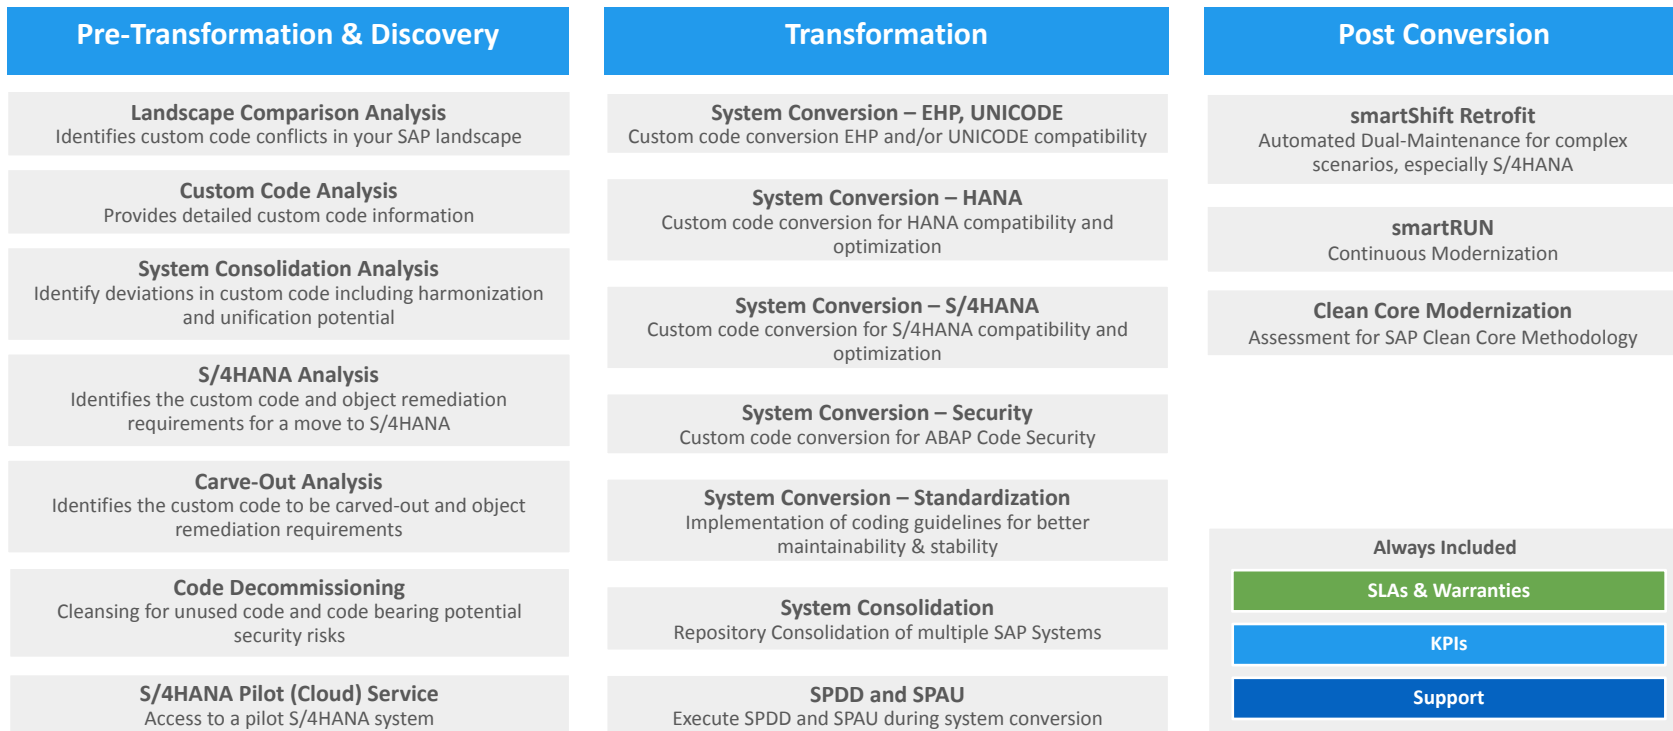 Pre-Transformation & Discovery
Landscape Comparison Analysis
Identifies custom code conflicts in your SAP landscape
Custom Code Analysis
Provides detailed custom code information
System Consolidation Analysis
Identify deviations in custom code including harmonization
and unification potential
S/4HANA Analysis
Identifies the custom code and object remediation
requirements for a move to S/4HANA
Carve-Out Analysis
Identifies the custom code to be carved-out and object
remediation requirements
Code Decommissioning
Cleansing for unused code and code bearing potential
security risks
S/4HANA Pilot (Cloud) Service
Access to a pilot S/4HANA system
Transformation
System Conversion – EHP, UNICODE
Custom code conversion EHP and/or UNICODE compatibility
System Conversion – HANA
Custom code conversion for HANA compatibility and
optimization
System Conversion – S/4HANA
Custom code conversion for S/4HANA compatibility and
optimization
System Conversion – Security
Custom code conversion for ABAP Code Security
System Conversion – Standardization
Implementation of coding guidelines for better
maintainability & stability
System Consolidation
Repository Consolidation of multiple SAP Systems
SPDD and SPAU
Execute SPDD and SPAU during system conversion
Post Conversion
smartShift Retrofit
Automated Dual-Maintenance for complex
scenarios, especially S/4HANA
smartRUN
Continuous Modernization
Clean Core Modernization
Assessment for SAP Clean Core Methodology
Always Included
SLAs & Warranties
KPIs
Support